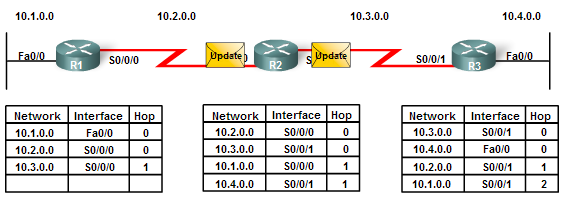 10.1.0.0 10.2.0.0 10.3.0.0 10.4.0.0
Fa0/0 R1 S0/0/0 Update R2 Update S0/0/1 R3 Fa0/0
Network Interface Hop
10.1.0.0 Fa0/0 0
10.2.0.0 S0/0/0 0
10.3.0.0 S0/0/0 1
Network Interface Hop
10.2.0.0 S0/0/0 0
10.3.0.0 S0/0/1 0
10.1.0.0 S0/0/0 1
10.4.0.0 S0/0/1 1
Network Interface Hop
10.3.0.0 S0/0/1 0
10.4.0.0 Fa0/0 0
10.2.0.0 S0/0/1 1
10.1.0.0 S0/0/1 2